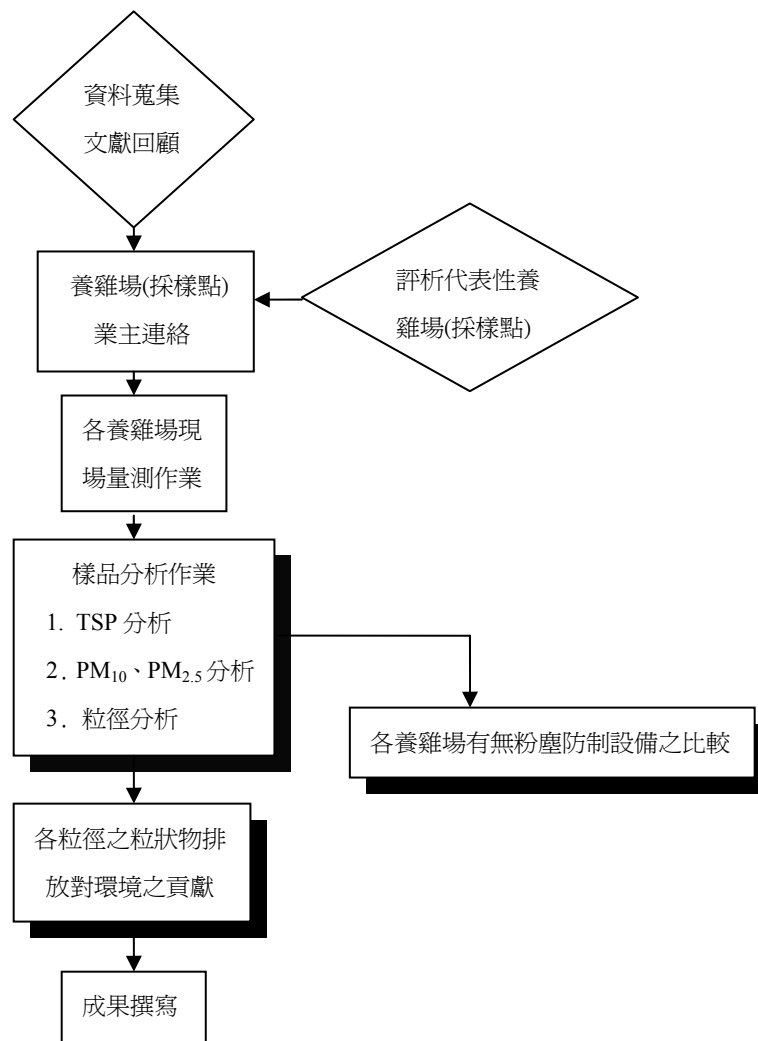 資料蒐集
文獻回顧
養雞場(採樣點)
業主連絡
評析代表性養
雞場(採樣點)
各養雞場現
場量測作業
樣品分析作業
1. TSP 分析
2. PM₁₀、PM₂.₅ 分析
3. 粒徑分析
各養雞場有無粉塵防制設備之比較
各粒徑之粒狀物排
放對環境之貢獻
成果撰寫